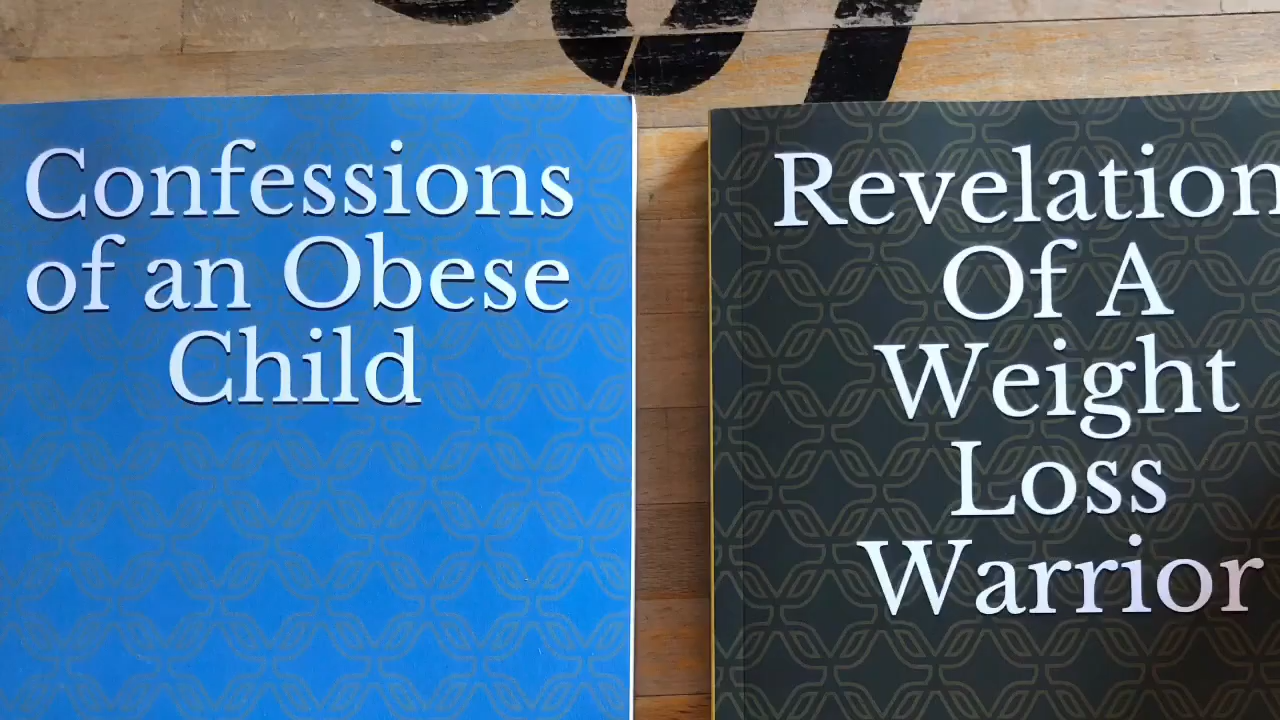 Confessions
of an Obese
Child
Revelation
Of A
Weight
Loss
Warrior